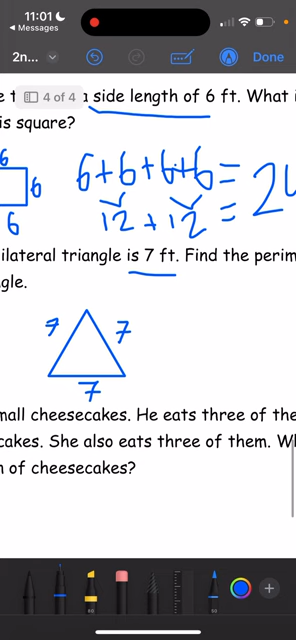 11:01
Messages
2n...
Done
4 of 4
side length of 6 ft. What i
is square?
6
6
6
6+6+6+6=24
12+12=
ilateral triangle is 7 ft. Find the perim
gle.
7
7
7
mall cheesecakes. He eats three of the
cakes. She also eats three of them. W
n of cheesecakes?